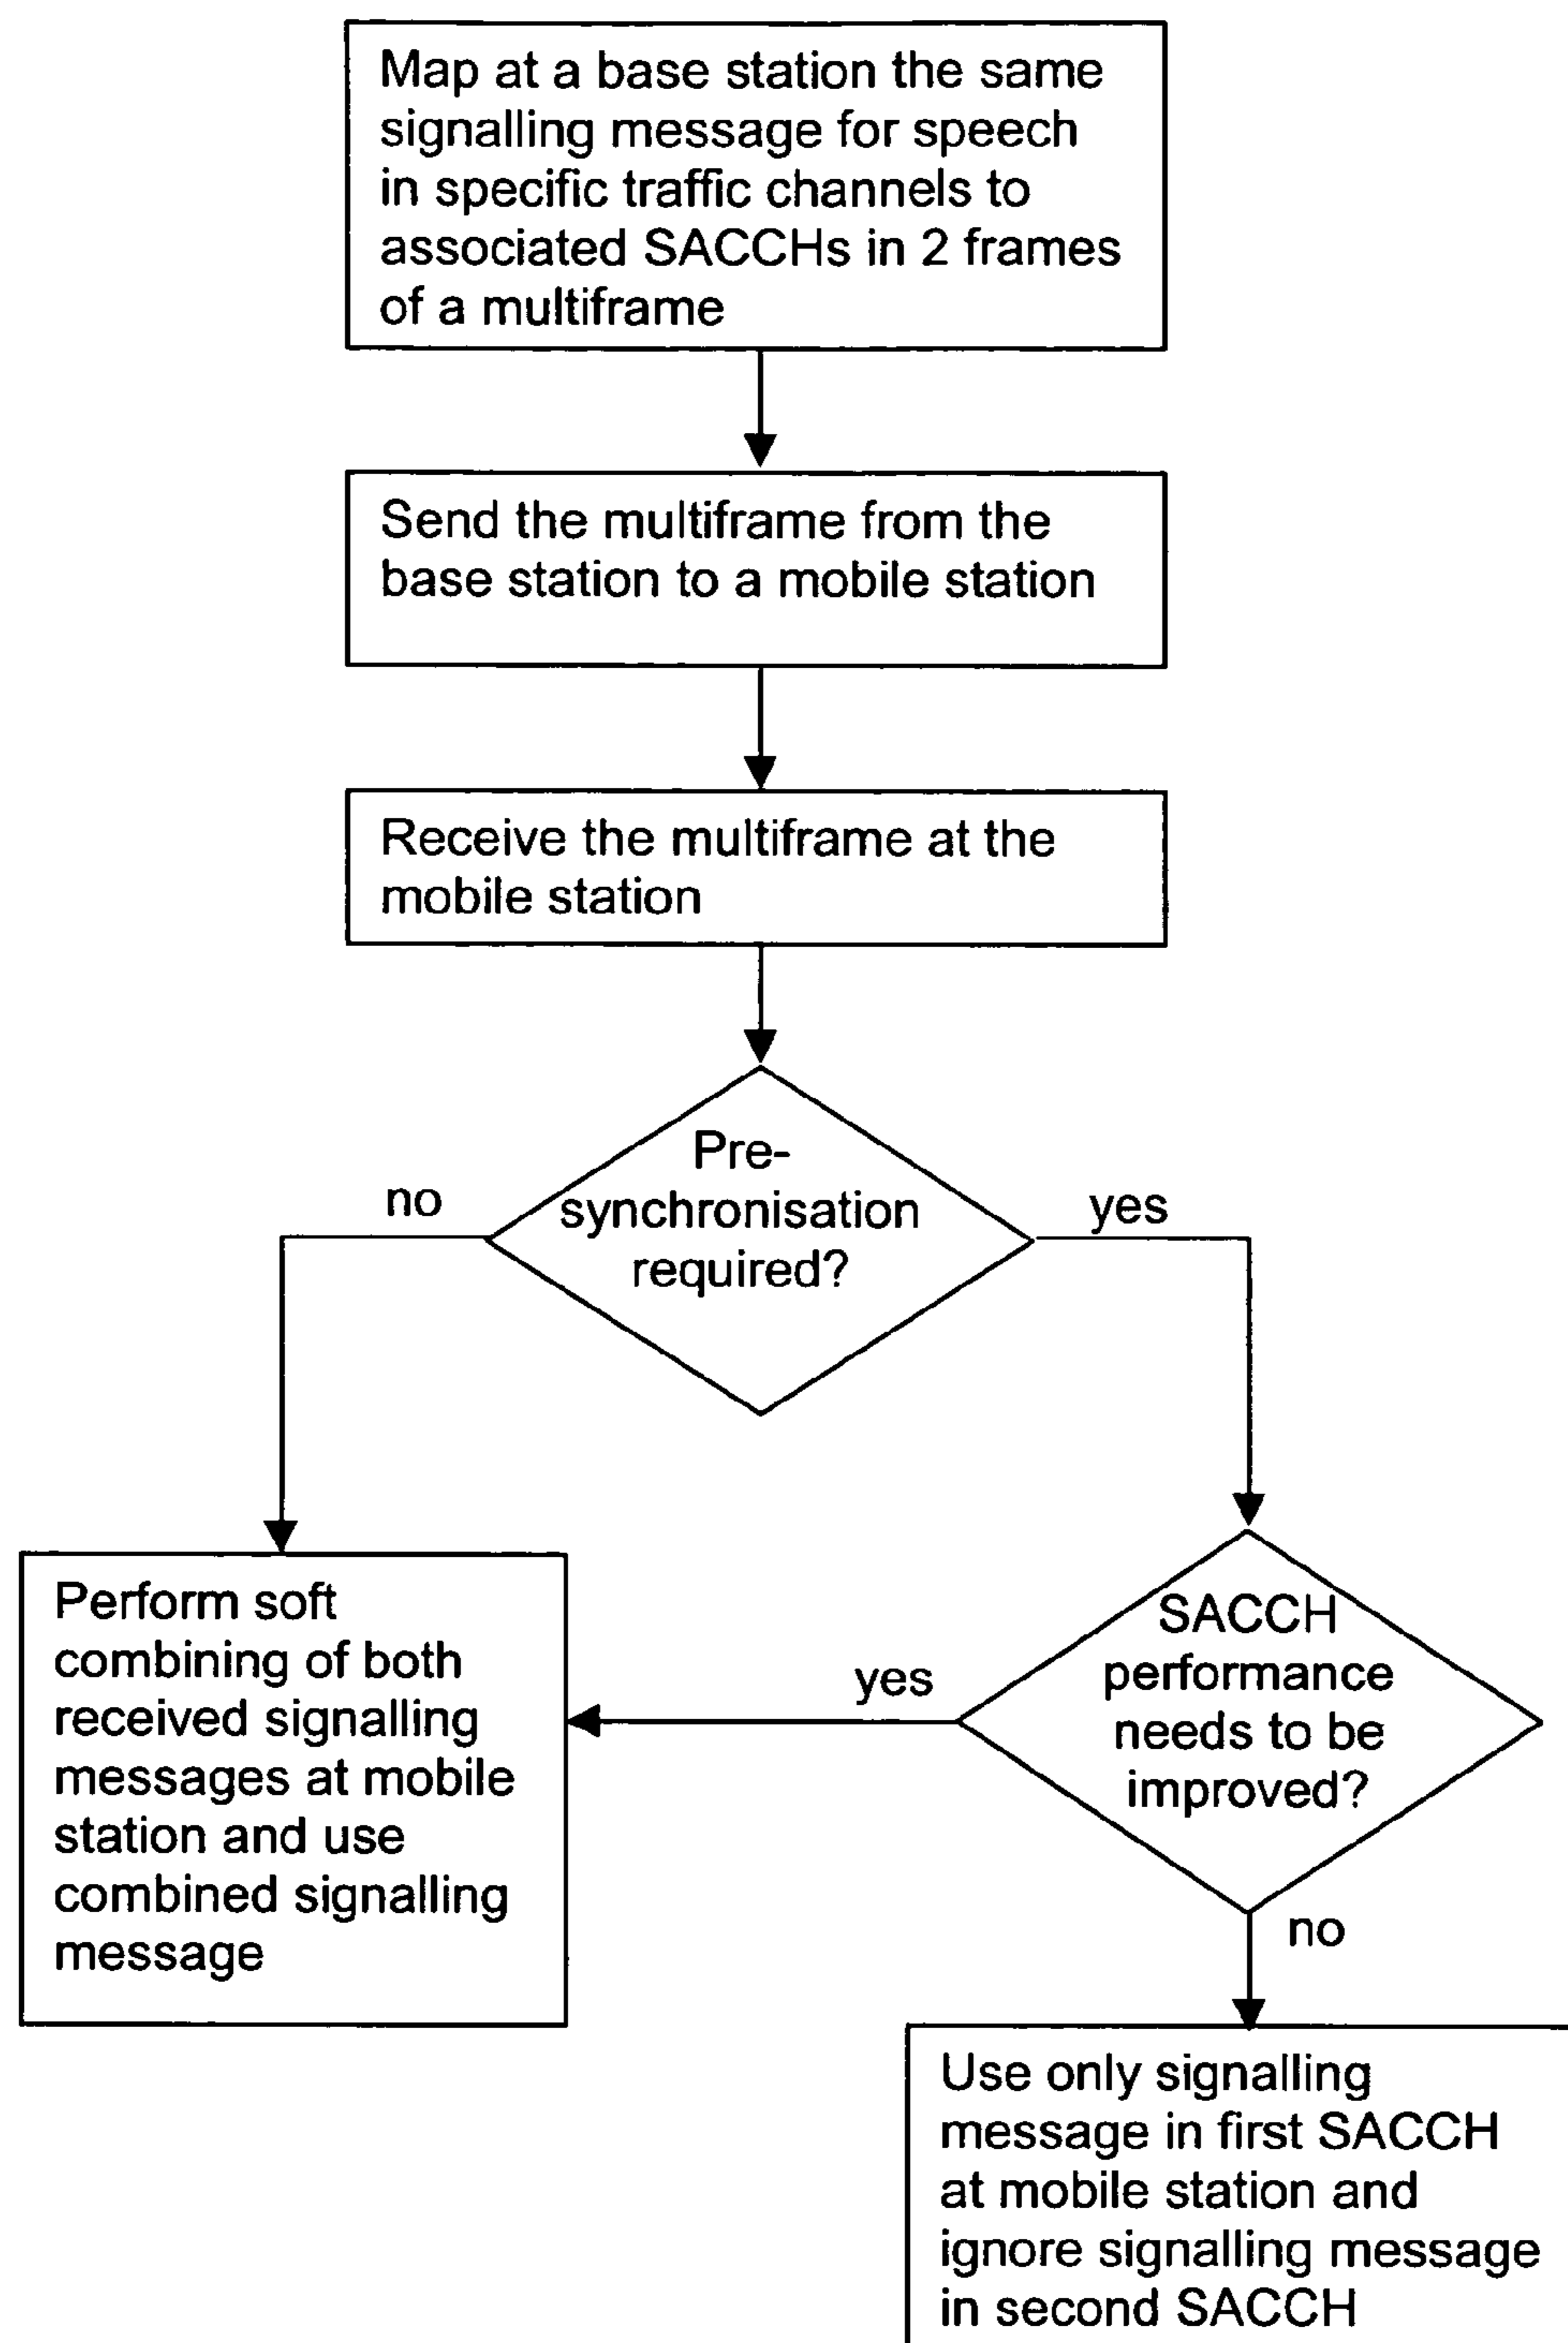 Map at a base station the same
signalling message for speech
in specific traffic channels to
associated SACCHs in 2 frames
of a multiframe
Send the multiframe from the
base station to a mobile station
Receive the multiframe at the
mobile station
Pre-
synchronisation
required?
no
yes
SACCH
performance
needs to be
improved?
yes
no
Perform soft
combining of both
received signalling
messages at mobile
station and use
combined signalling
message
Use only signalling
message in first SACCH
at mobile station and
ignore signalling message
in second SACCH